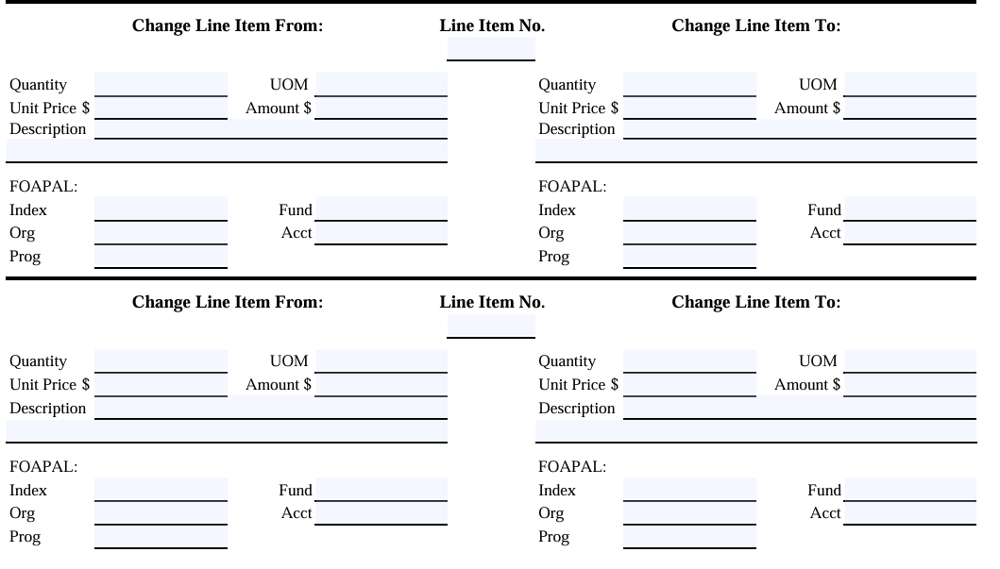 Change Line Item From: Line Item No. Change Line Item To:
Quantity UOM Quantity UOM
Unit Price $ Amount $ Unit Price $ Amount $
Description Description
FOAPAL: FOAPAL:
Index Fund Index Fund
Org Acct Org Acct
Prog Prog
Change Line Item From: Line Item No. Change Line Item To:
Quantity UOM Quantity UOM
Unit Price $ Amount $ Unit Price $ Amount $
Description Description
FOAPAL: FOAPAL:
Index Fund Index Fund
Org Acct Org Acct
Prog Prog